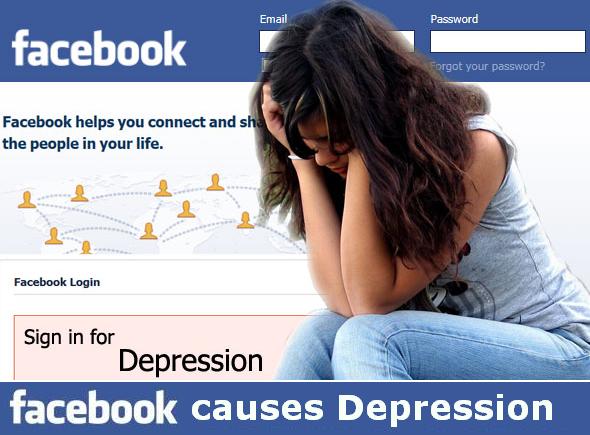 Email Password
facebook
Forgot your password?
Facebook helps you connect and sha
the people in your life.
Facebook Login
Sign in for
Depression
facebook causes Depression